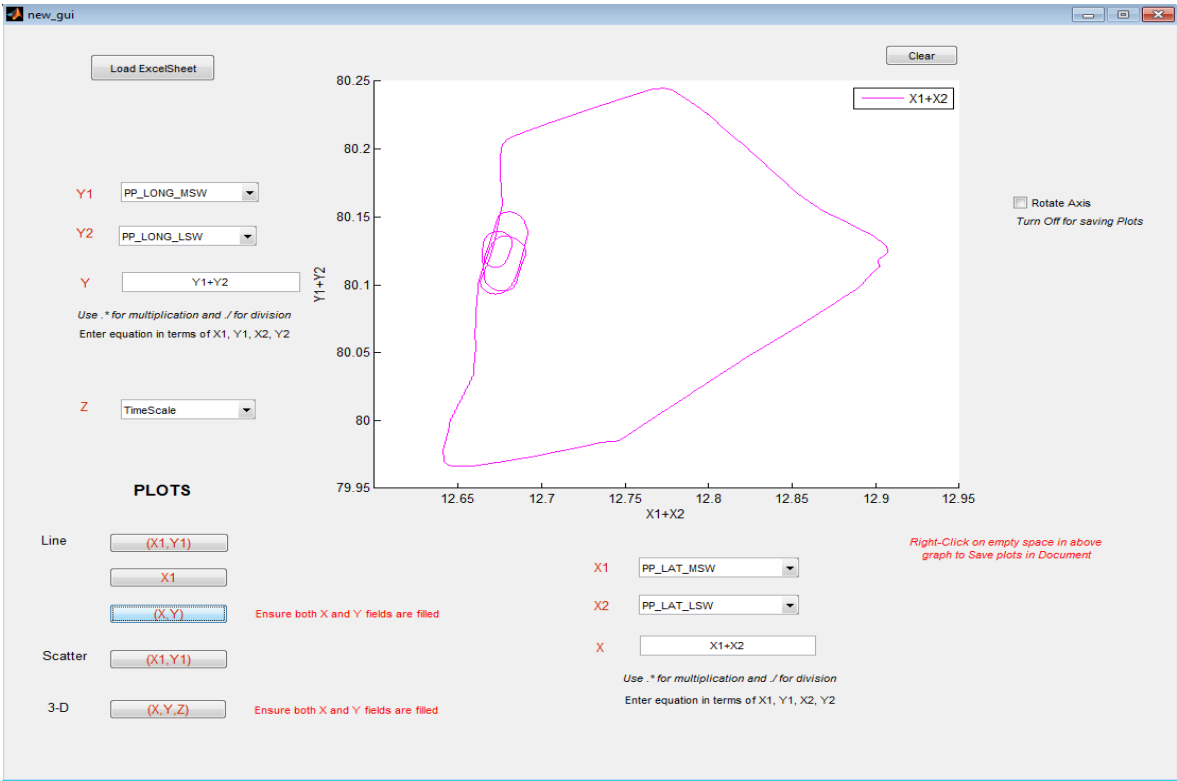 new_gui
Load ExcelSheet
Clear
80.25
80.2
80.15
80.1
80.05
80
79.95
Y1+Y2
12.65 12.7 12.75 12.8 12.85 12.9 12.95
X1+X2
X1+X2
Rotate Axis
Turn Off for saving Plots
Y1 PP_LONG_MSW
Y2 PP_LONG_LSW
Y Y1+Y2
Use .* for multiplication and ./ for division
Enter equation in terms of X1, Y1, X2, Y2
Z TimeScale
PLOTS
Line (X1,Y1)
X1
(X,Y) Ensure both X and Y fields are filled
Scatter (X1,Y1)
3-D (X,Y,Z) Ensure both X and Y fields are filled
Right-Click on empty space in above
graph to Save plots in Document
X1 PP_LAT_MSW
X2 PP_LAT_LSW
X X1+X2
Use .* for multiplication and ./ for division
Enter equation in terms of X1, Y1, X2, Y2